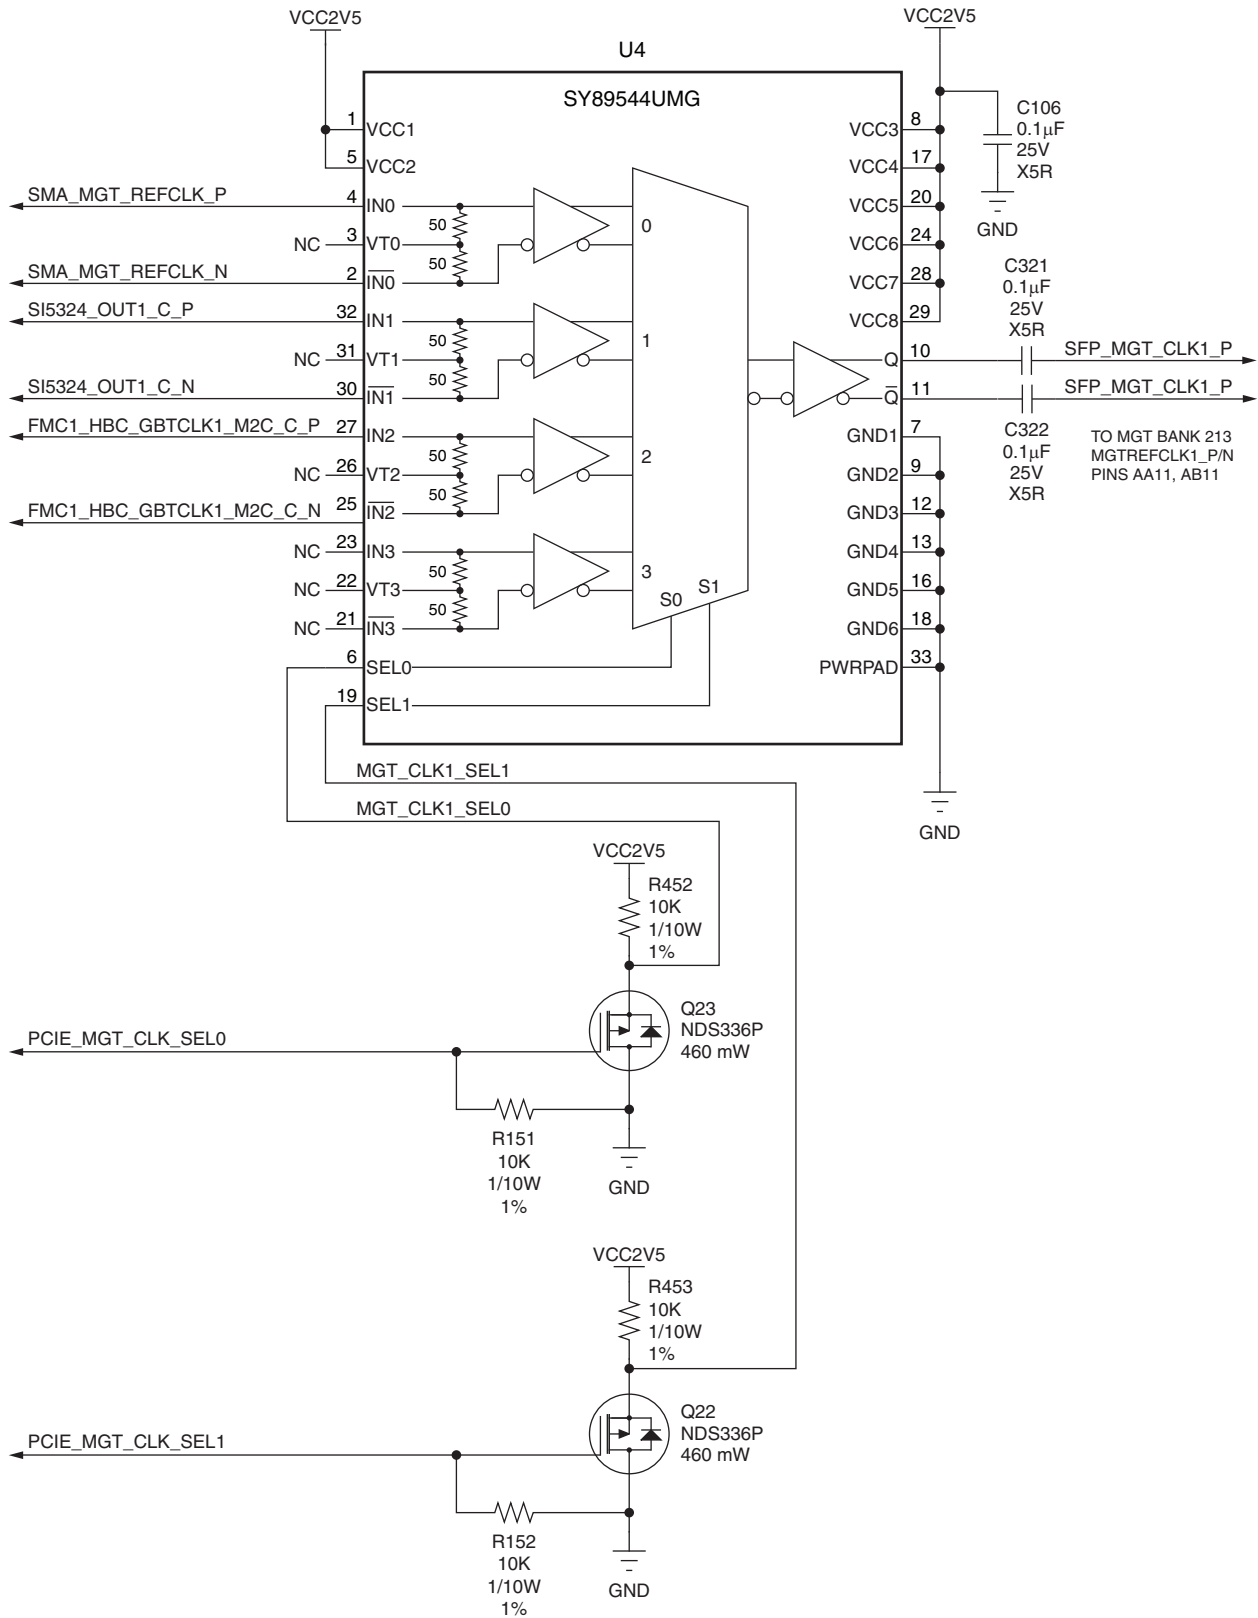 VCC2V5
VCC2V5
U4
SY89544UMG
C106
0.1µF
25V
X5R
GND
1 VCC1
5 VCC2
SMA_MGT_REFCLK_P 4 IN0
NC 3 VT0
SMA_MGT_REFCLK_N 2 IN0
50
50
0
SI5324_OUT1_C_P 32 IN1
NC 31 VT1
SI5324_OUT1_C_N 30 IN1
50
50
1
FMC1_HBC_GBTCLK1_M2C_C_P 27 IN2
NC 26 VT2
FMC1_HBC_GBTCLK1_M2C_C_N 25 IN2
50
50
2
NC 23 IN3
NC 22 VT3
NC 21 IN3
50
50
3
S0
S1
6 SEL0
19 SEL1
VCC3 8
VCC4 17
VCC5 20
VCC6 24
VCC7 28
VCC8 29
C321
0.1µF
25V
X5R
Q 10 SFP_MGT_CLK1_P
Q 11 SFP_MGT_CLK1_P
C322
0.1µF
25V
X5R
TO MGT BANK 213
MGTREFCLK1_P/N
PINS AA11, AB11
GND1 7
GND2 9
GND3 12
GND4 13
GND5 16
GND6 18
PWRPAD 33
GND
MGT_CLK1_SEL1
MGT_CLK1_SEL0
VCC2V5
R452
10K
1/10W
1%
Q23
NDS336P
460 mW
PCIE_MGT_CLK_SEL0
R151
10K
1/10W
1%
GND
VCC2V5
R453
10K
1/10W
1%
Q22
NDS336P
460 mW
PCIE_MGT_CLK_SEL1
R152
10K
1/10W
1%
GND